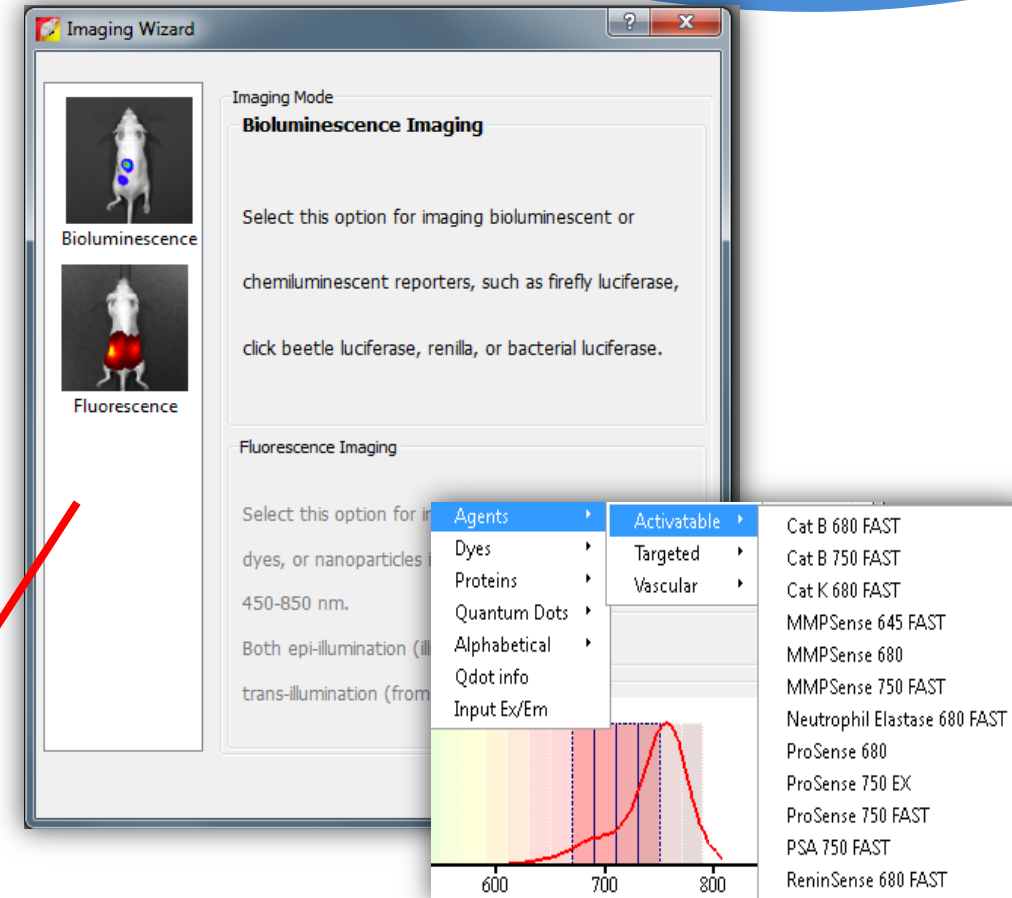 Imaging Wizard
?
X
Bioluminescence
Fluorescence
Imaging Mode
Bioluminescence Imaging
Select this option for imaging bioluminescent or
chemiluminescent reporters, such as firefly luciferase,
click beetle luciferase, renilla, or bacterial luciferase.
Fluorescence Imaging
Select this option for
dyes, or nanoparticles
450-850 nm.
Both epi-illumination
trans-illumination (from
Agents
Dyes
Proteins
Quantum Dots
Alphabetical
Qdot info
Input Ex/Em
Activatable
Targeted
Vascular
Cat B 680 FAST
Cat B 750 FAST
Cat K 680 FAST
MMPSense 645 FAST
MMPSense 680
MMPSense 750 FAST
Neutrophil Elastase 680 FAST
ProSense 680
ProSense 750 EX
ProSense 750 FAST
PSA 750 FAST
ReninSense 680 FAST
600 700 800